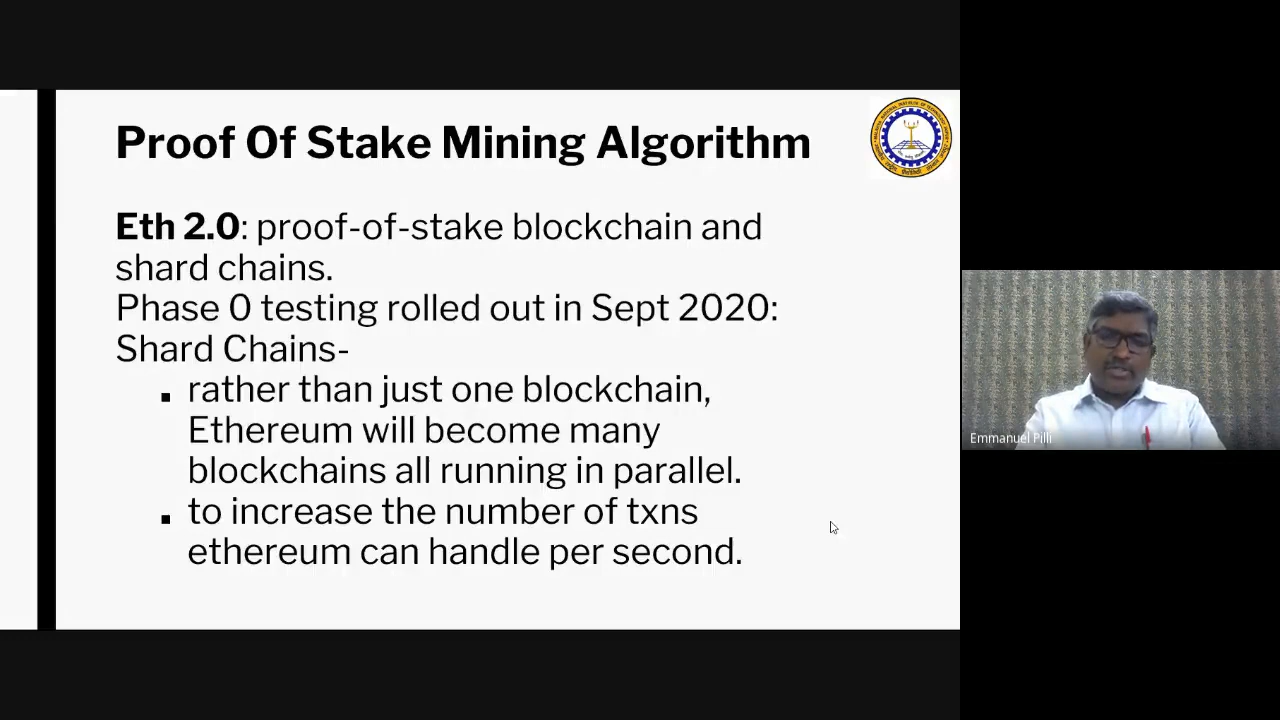 Proof Of Stake Mining Algorithm
Eth 2.0: proof-of-stake blockchain and
shard chains.
Phase 0 testing rolled out in Sept 2020:
Shard Chains-
▪ rather than just one blockchain,
Ethereum will become many
blockchains all running in parallel.
▪ to increase the number of txns
ethereum can handle per second.
Emmanuel Pilli